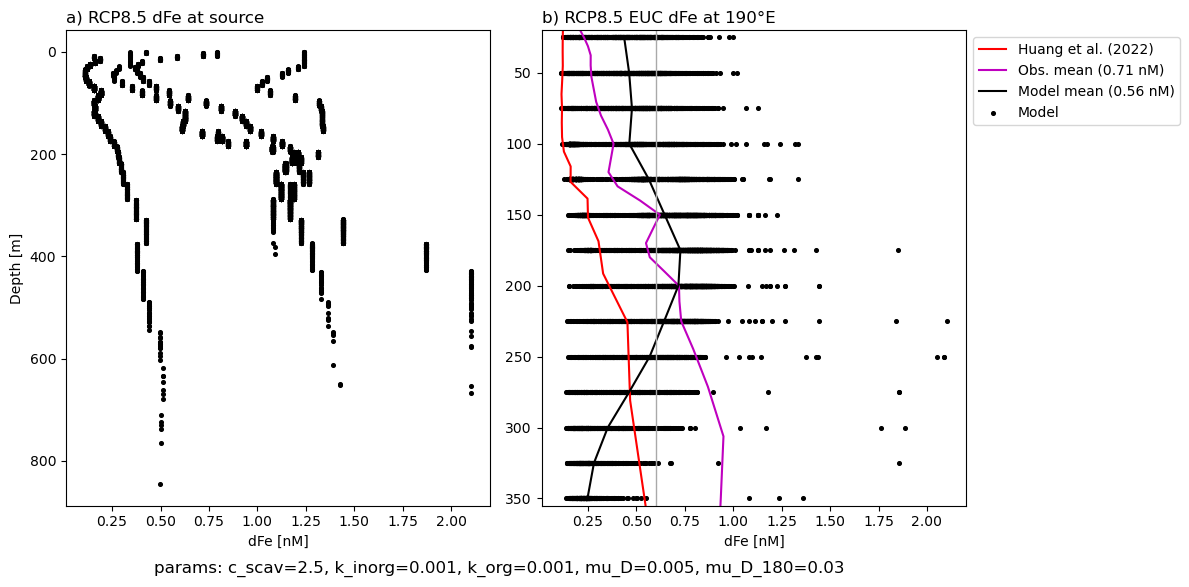 a) RCP8.5 dFe at source
b) RCP8.5 EUC dFe at 190°E
Depth [m]
0
200
400
600
800
0.25 0.50 0.75 1.00 1.25 1.50 1.75 2.00
dFe [nM]
50
100
150
200
250
300
350
0.25 0.50 0.75 1.00 1.25 1.50 1.75 2.00
dFe [nM]
Huang et al. (2022)
Obs. mean (0.71 nM)
Model mean (0.56 nM)
Model
params: c_scav=2.5, k_inorg=0.001, k_org=0.001, mu_D=0.005, mu_D_180=0.03